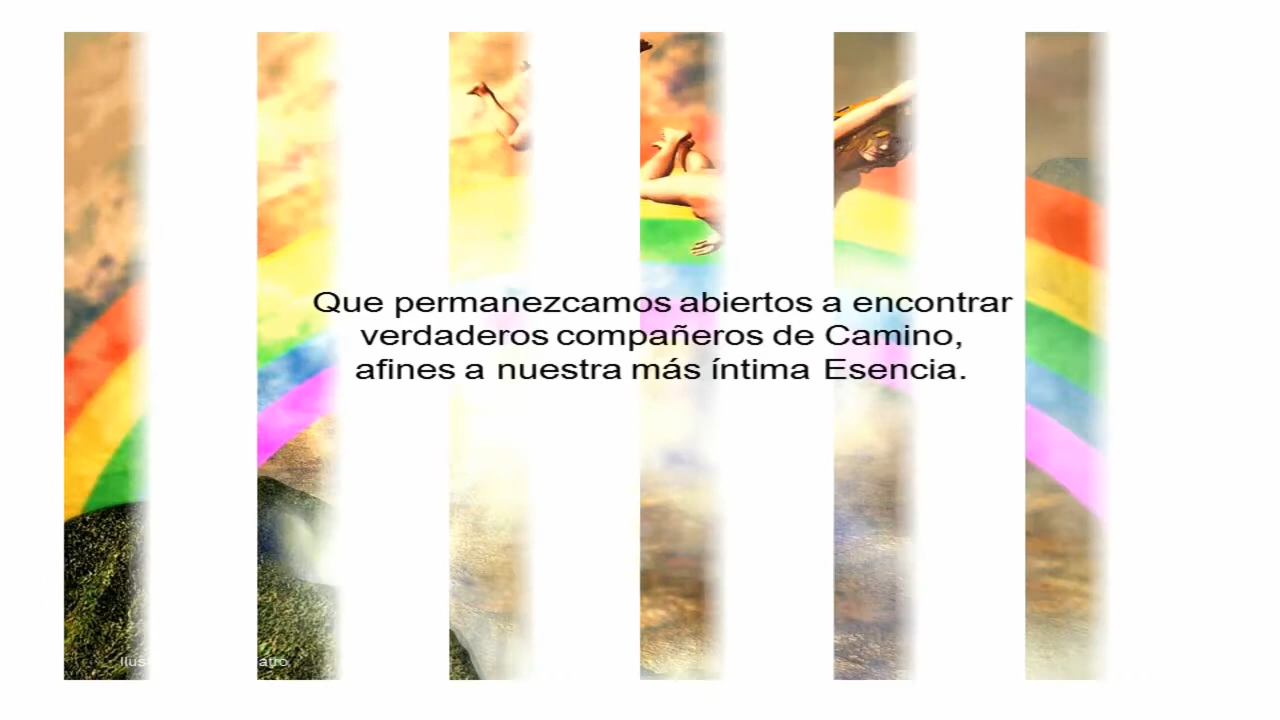 Que permanezcamos abiertos a encontrar
verdaderos compañeros de Camino,
afines a nuestra más íntima Esencia.